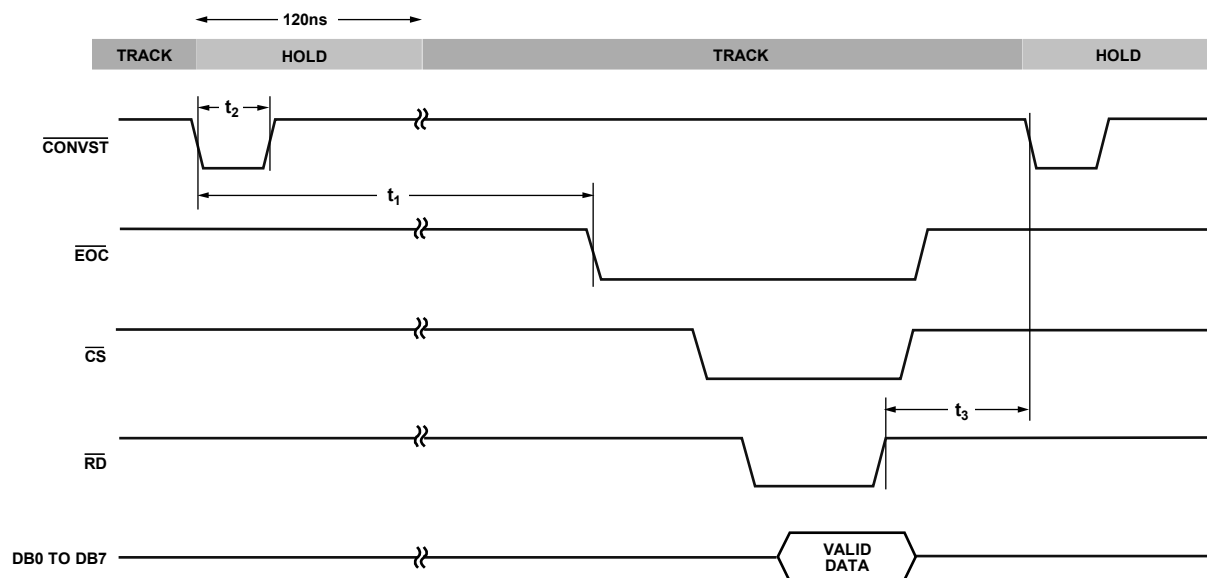 120ns
TRACK HOLD TRACK HOLD
t2
CONVST
t1
EOC
CS
t3
RD
DB0 TO DB7
VALID
DATA